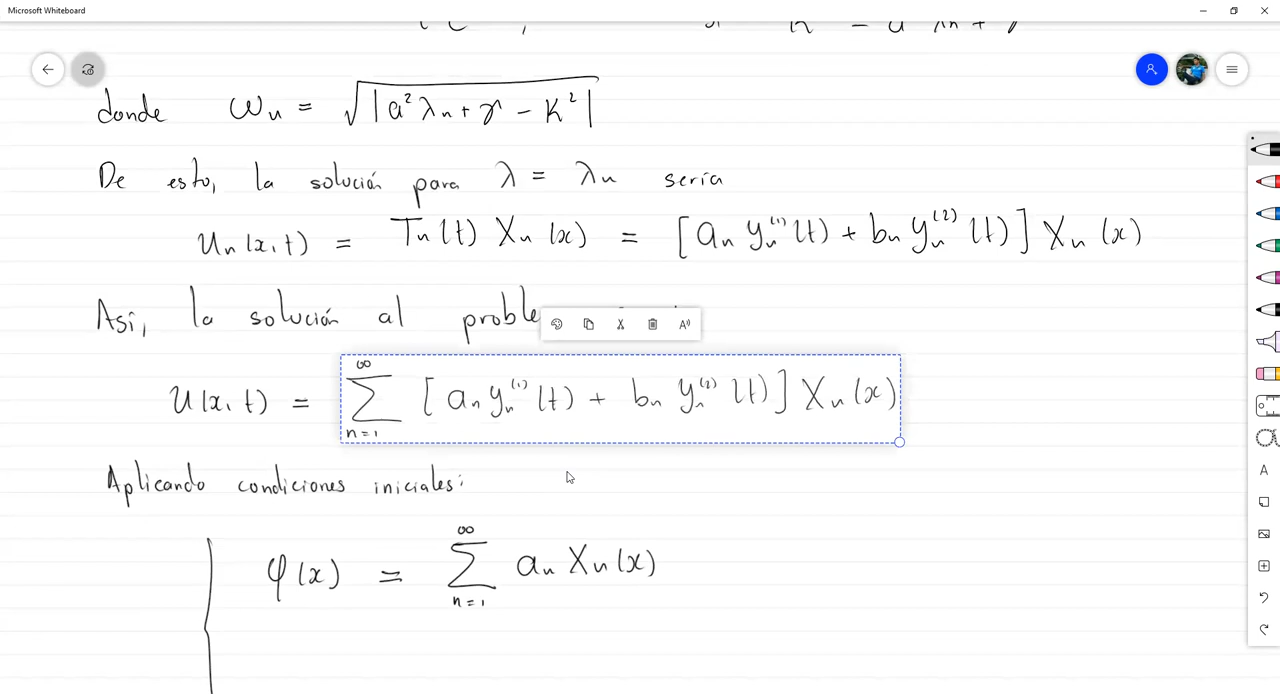 Microsoft Whiteboard
donde ωₙ = √|a²λₙ + γ − K²|
De esto, la solución para λ = λₙ sería
Uₙ(x,t) = Tₙ(t) Xₙ(x) = [aₙ yₙ⁽¹⁾(t) + bₙ yₙ⁽²⁾(t)] Xₙ(x)
Así, la solución al proble
U(x,t) = ∑ₙ₌₁^∞ [aₙ yₙ⁽¹⁾(t) + bₙ yₙ⁽²⁾(t)] Xₙ(x)
Aplicando condiciones iniciales:
φ(x) = ∑ₙ₌₁^∞ aₙ Xₙ(x)